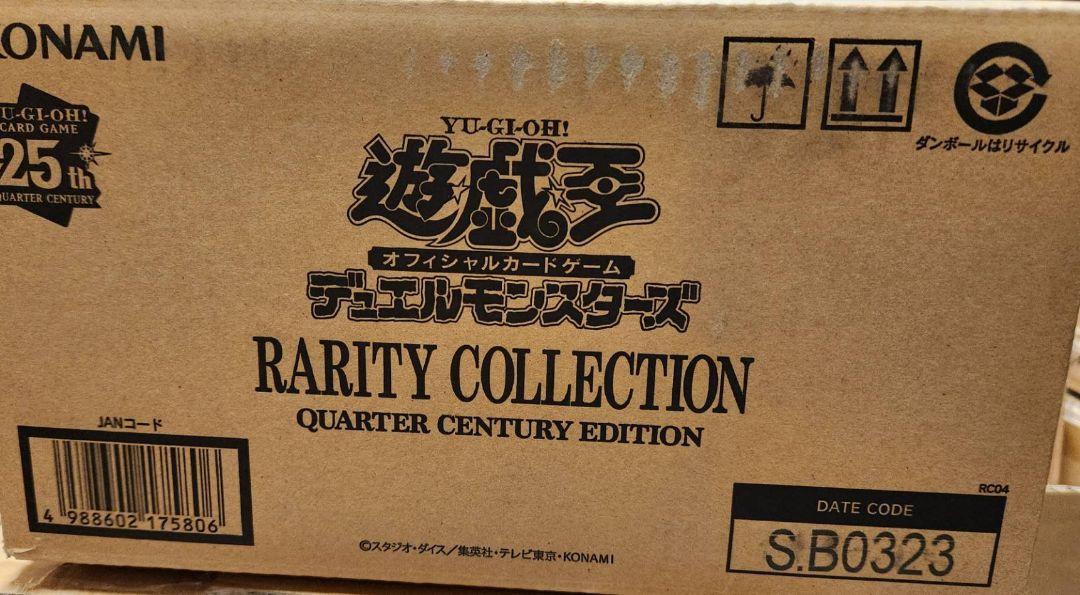 KONAMI
YU-GI-OH!
CARD GAME
25th
QUARTER CENTURY
YU-GI-OH!
遊戯王
オフィシャルカードゲーム
デュエルモンスターズ
RARITY COLLECTION
QUARTER CENTURY EDITION
ダンボールはリサイクル
JANコード
4 988602 175806
©スタジオ・ダイス/集英社・テレビ東京・KONAMI
RC04
DATE CODE
S.B0323